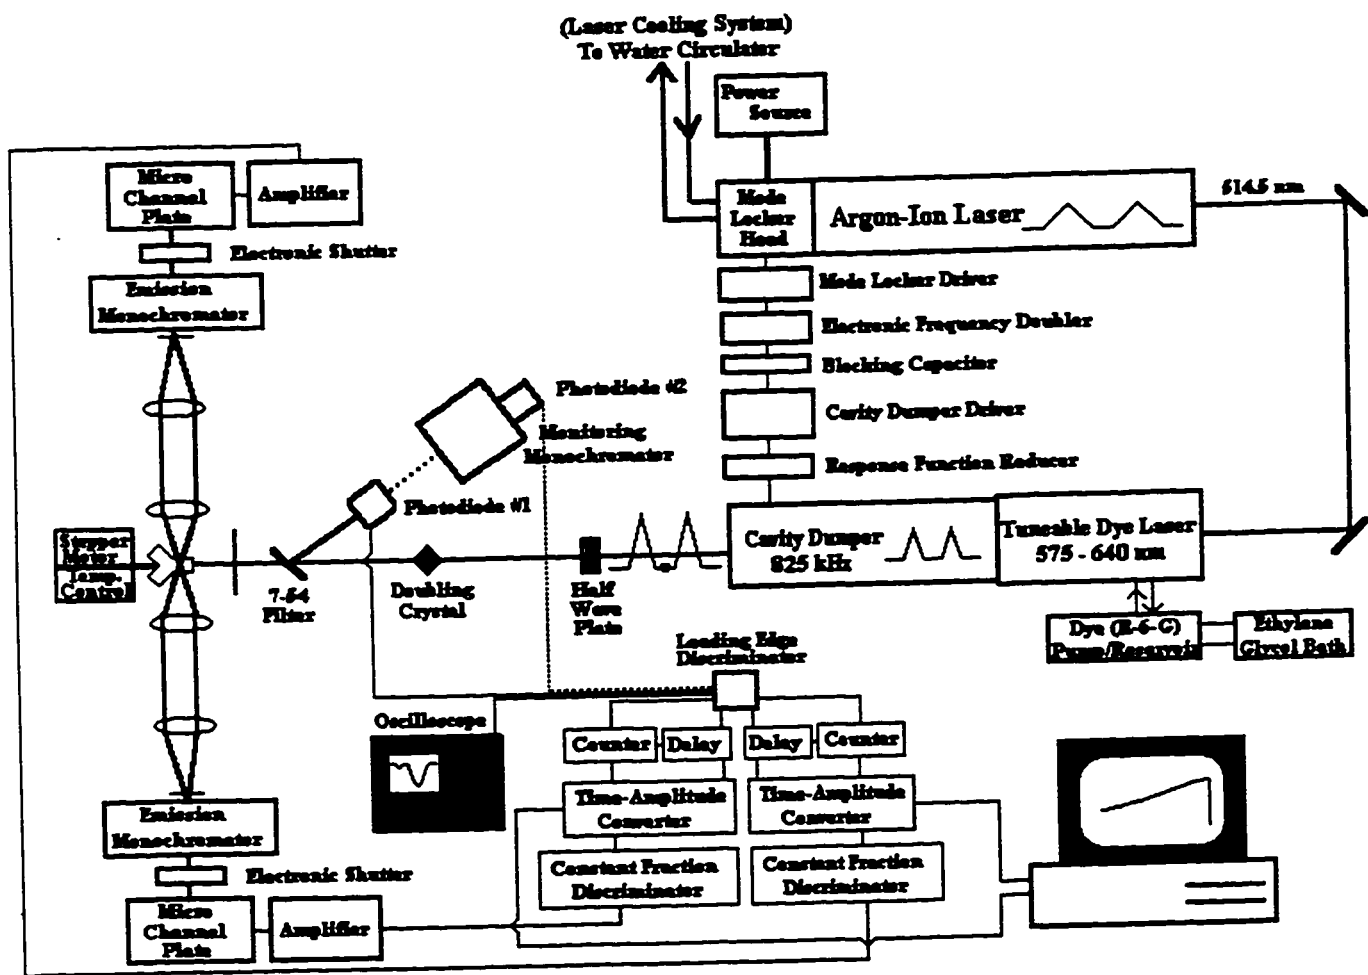 (Laser Cooling System)
To Water Circulator
Power
Source
Micro
Channel
Plate
Amplifier
Electronic Shutter
Emission
Monochromator
Mode
Locker
Head
Argon-Ion Laser
514.5 nm
Mode Locker Driver
Electronic Frequency Doubler
Blocking Capacitor
Cavity Dumper Driver
Response Function Reducer
Photodiode #2
Monitoring
Monochromator
Photodiode #1
Stepper
Motor
Temp.
Control
7-54
Filter
Doubling
Crystal
Half
Wave
Plate
Cavity Dumper
825 kHz
Tuneable Dye Laser
575 - 640 nm
Dye (R-6-G)
Pump/Reservoir
Ethylene
Glycol Bath
Leading Edge
Discriminator
Oscilloscope
Counter
Delay
Delay
Counter
Time-Amplitude
Converter
Time-Amplitude
Converter
Constant Fraction
Discriminator
Constant Fraction
Discriminator
Emission
Monochromator
Electronic Shutter
Micro
Channel
Plate
Amplifier